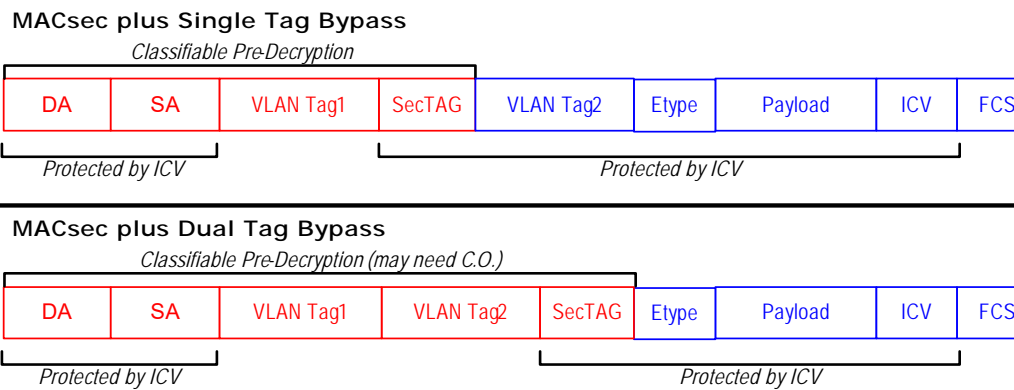 MACsec plus Single Tag Bypass
Classifiable Pre-Decryption
DA SA VLAN Tag1 SecTAG VLAN Tag2 Etype Payload ICV FCS
Protected by ICV Protected by ICV
MACsec plus Dual Tag Bypass
Classifiable Pre-Decryption (may need C.O.)
DA SA VLAN Tag1 VLAN Tag2 SecTAG Etype Payload ICV FCS
Protected by ICV Protected by ICV